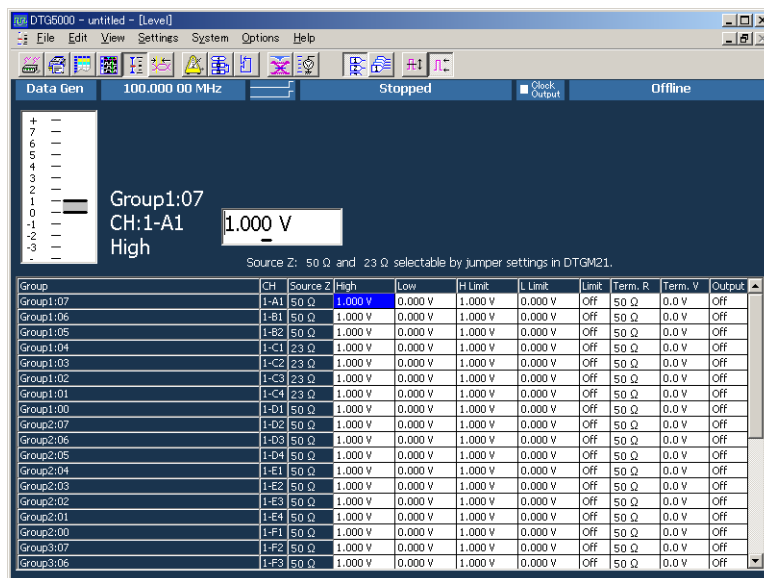 DTG5000 - untitled - [Level]
File Edit View Settings System Options Help
Data Gen 100.000 00 MHz Stopped Clock Output Offline
+
7
6
5
4
3
2
1
0
-1
-2
-3
-
Group1:07
CH:1-A1
High
1.000 V
Source Z: 50 Ω and 23 Ω selectable by jumper settings in DTGM21.
Group CH Source Z High Low H Limit L Limit Limit Term. R Term. V Output
Group1:07 1-A1 50 Ω 1.000 V 0.000 V 1.000 V 0.000 V Off 50 Ω 0.0 V Off
Group1:06 1-B1 50 Ω 1.000 V 0.000 V 1.000 V 0.000 V Off 50 Ω 0.0 V Off
Group1:05 1-B2 50 Ω 1.000 V 0.000 V 1.000 V 0.000 V Off 50 Ω 0.0 V Off
Group1:04 1-C1 23 Ω 1.000 V 0.000 V 1.000 V 0.000 V Off 50 Ω 0.0 V Off
Group1:03 1-C2 23 Ω 1.000 V 0.000 V 1.000 V 0.000 V Off 50 Ω 0.0 V Off
Group1:02 1-C3 23 Ω 1.000 V 0.000 V 1.000 V 0.000 V Off 50 Ω 0.0 V Off
Group1:01 1-C4 23 Ω 1.000 V 0.000 V 1.000 V 0.000 V Off 50 Ω 0.0 V Off
Group1:00 1-D1 50 Ω 1.000 V 0.000 V 1.000 V 0.000 V Off 50 Ω 0.0 V Off
Group2:07 1-D2 50 Ω 1.000 V 0.000 V 1.000 V 0.000 V Off 50 Ω 0.0 V Off
Group2:06 1-D3 50 Ω 1.000 V 0.000 V 1.000 V 0.000 V Off 50 Ω 0.0 V Off
Group2:05 1-D4 50 Ω 1.000 V 0.000 V 1.000 V 0.000 V Off 50 Ω 0.0 V Off
Group2:04 1-E1 50 Ω 1.000 V 0.000 V 1.000 V 0.000 V Off 50 Ω 0.0 V Off
Group2:03 1-E2 50 Ω 1.000 V 0.000 V 1.000 V 0.000 V Off 50 Ω 0.0 V Off
Group2:02 1-E3 50 Ω 1.000 V 0.000 V 1.000 V 0.000 V Off 50 Ω 0.0 V Off
Group2:01 1-E4 50 Ω 1.000 V 0.000 V 1.000 V 0.000 V Off 50 Ω 0.0 V Off
Group2:00 1-F1 50 Ω 1.000 V 0.000 V 1.000 V 0.000 V Off 50 Ω 0.0 V Off
Group3:07 1-F2 50 Ω 1.000 V 0.000 V 1.000 V 0.000 V Off 50 Ω 0.0 V Off
Group3:06 1-F3 50 Ω 1.000 V 0.000 V 1.000 V 0.000 V Off 50 Ω 0.0 V Off